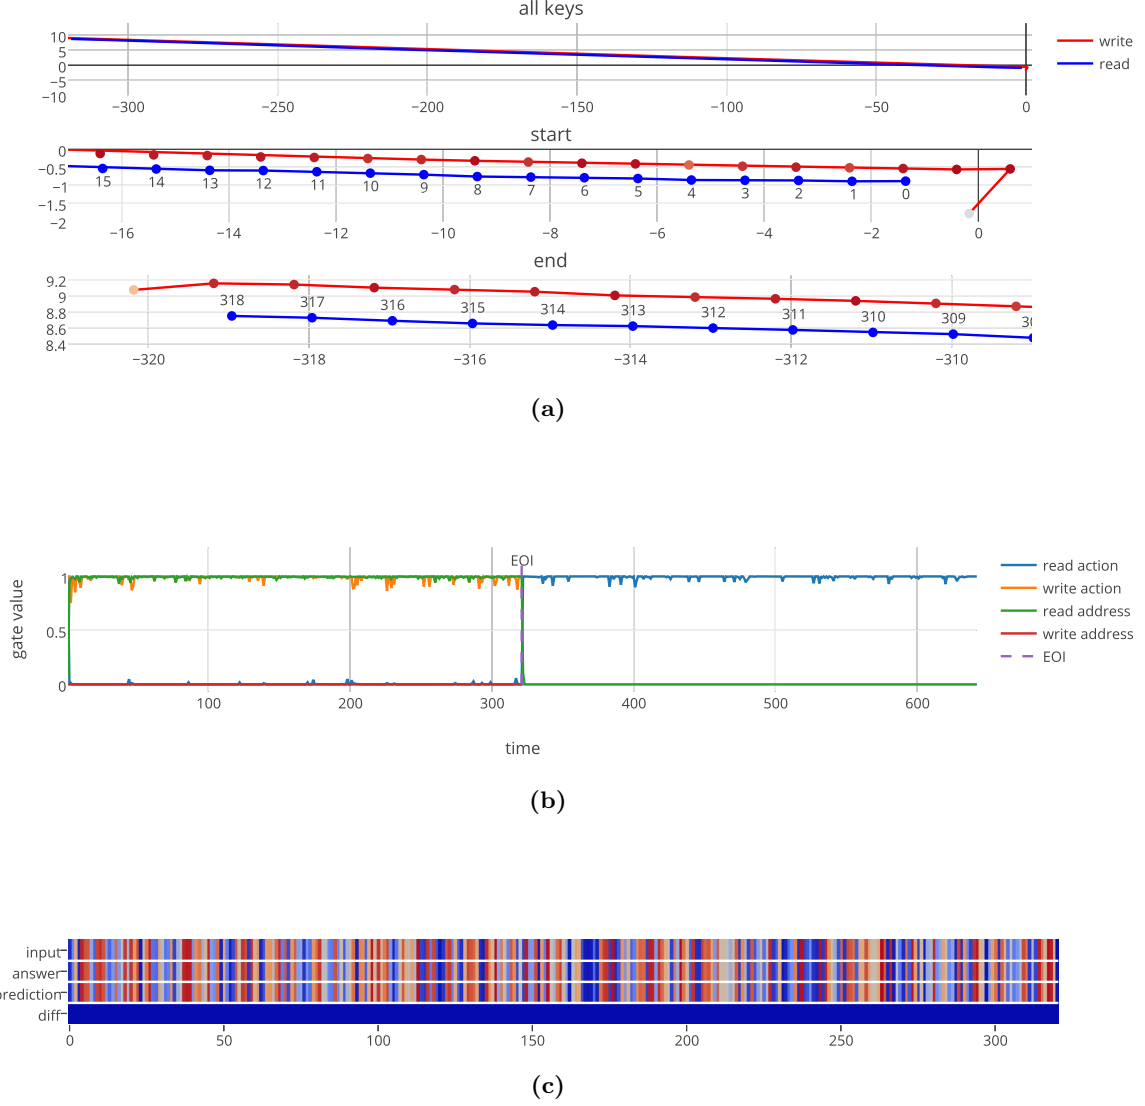 all keys
10
5
0
−5
−10
−300 −250 −200 −150 −100 −50 0
write
read
start
0
−0.5
−1
−1.5
−2
15 14 13 12 11 10 9 8 7 6 5 4 3 2 1 0
−16 −14 −12 −10 −8 −6 −4 −2 0
end
9.2
9
8.8
8.6
8.4
318 317 316 315 314 313 312 311 310 309
−320 −318 −316 −314 −312 −310
(a)
EOI
1
0.5
0
gate value
100 200 300 400 500 600
time
read action
write action
read address
write address
EOI
(b)
input
answer
prediction
diff
0 50 100 150 200 250 300
(c)